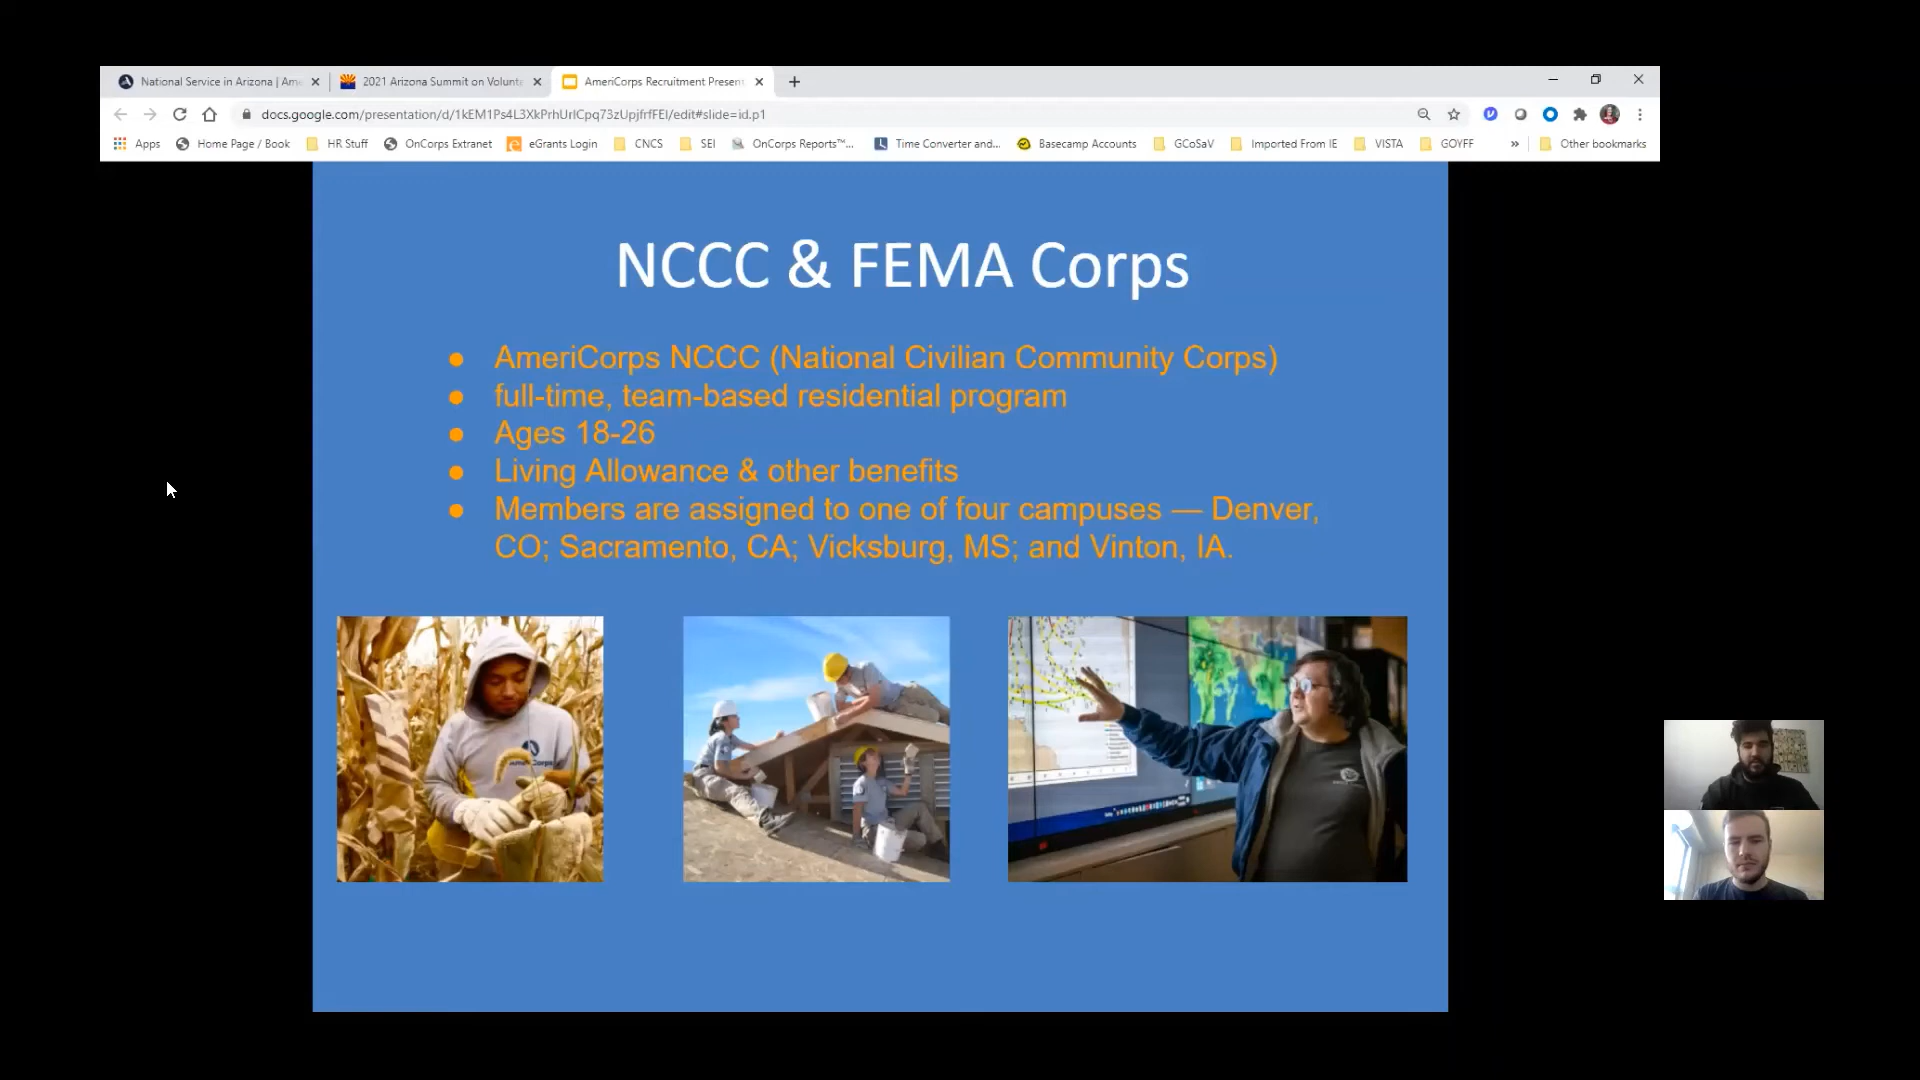 National Service in Arizona | Ame
2021 Arizona Summit on Volunte
AmeriCorps Recruitment Present
docs.google.com/presentation/d/1kEM1Ps4L3XkPrhUrlCpq73zUpjfrfFEI/edit#slide=id.p1
Apps
Home Page / Book
HR Stuff
OnCorps Extranet
eGrants Login
CNCS
SEI
OnCorps Reports™...
Time Converter and...
Basecamp Accounts
GCoSaV
Imported From IE
VISTA
GOYFF
»
Other bookmarks
NCCC & FEMA Corps
● AmeriCorps NCCC (National Civilian Community Corps)
● full-time, team-based residential program
● Ages 18-26
● Living Allowance & other benefits
● Members are assigned to one of four campuses — Denver,
CO; Sacramento, CA; Vicksburg, MS; and Vinton, IA.